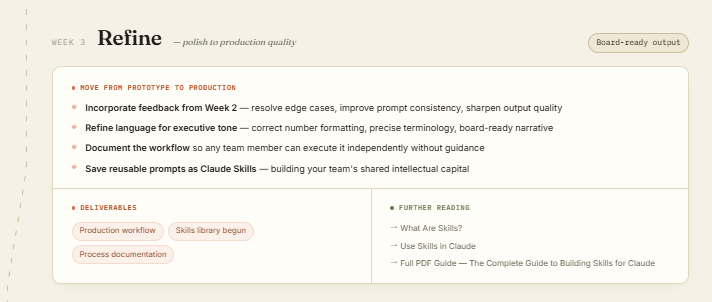 WEEK 3 Refine — polish to production quality Board-ready output
MOVE FROM PROTOTYPE TO PRODUCTION
Incorporate feedback from Week 2 — resolve edge cases, improve prompt consistency, sharpen output quality
Refine language for executive tone — correct number formatting, precise terminology, board-ready narrative
Document the workflow so any team member can execute it independently without guidance
Save reusable prompts as Claude Skills — building your team's shared intellectual capital
DELIVERABLES
Production workflow Skills library begun
Process documentation
FURTHER READING
→ What Are Skills?
→ Use Skills in Claude
→ Full PDF Guide — The Complete Guide to Building Skills for Claude